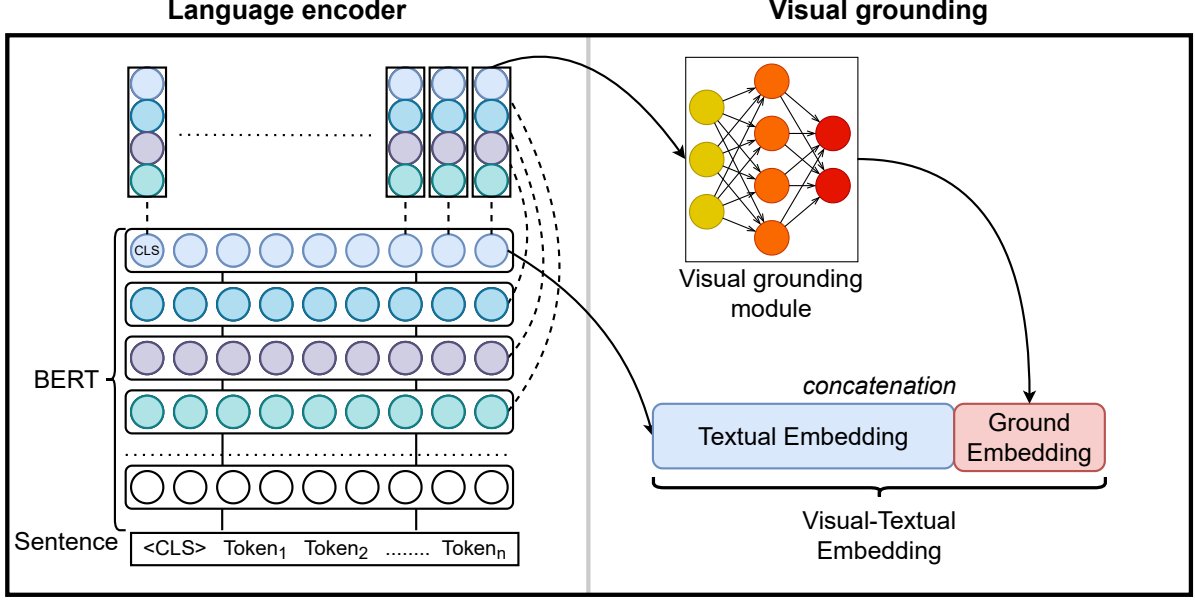 Language encoder
Visual grounding
CLS
BERT
Sentence
<CLS> Token₁ Token₂ ........ Tokenₙ
Visual grounding
module
concatenation
Textual Embedding
Ground
Embedding
Visual-Textual
Embedding